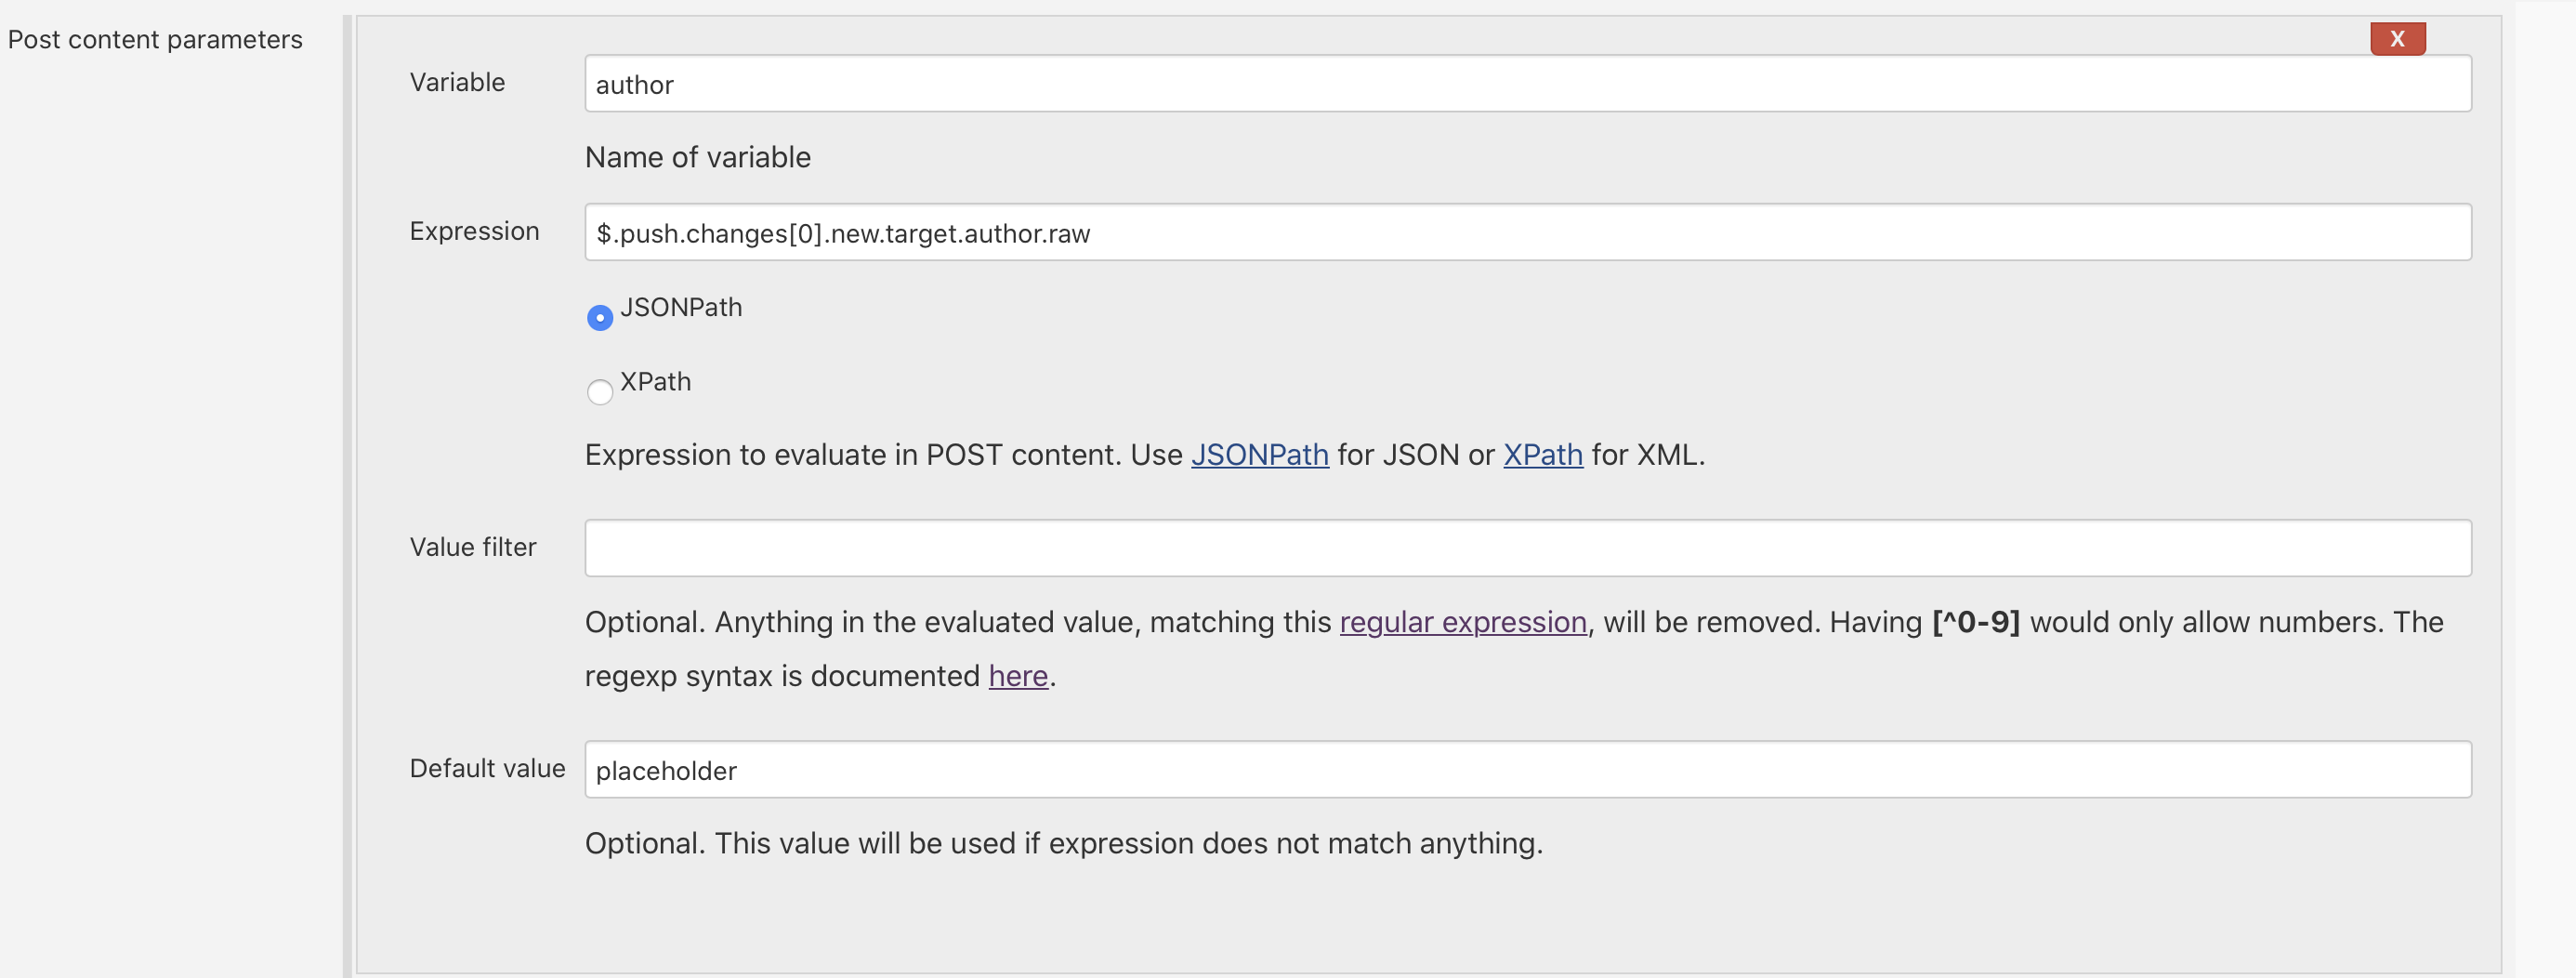 Post content parameters
X
Variable
author
Name of variable
Expression
$.push.changes[0].new.target.author.raw
JSONPath
XPath
Expression to evaluate in POST content. Use JSONPath for JSON or XPath for XML.
Value filter
Optional. Anything in the evaluated value, matching this regular expression, will be removed. Having [^0-9] would only allow numbers. The
regexp syntax is documented here.
Default value
placeholder
Optional. This value will be used if expression does not match anything.